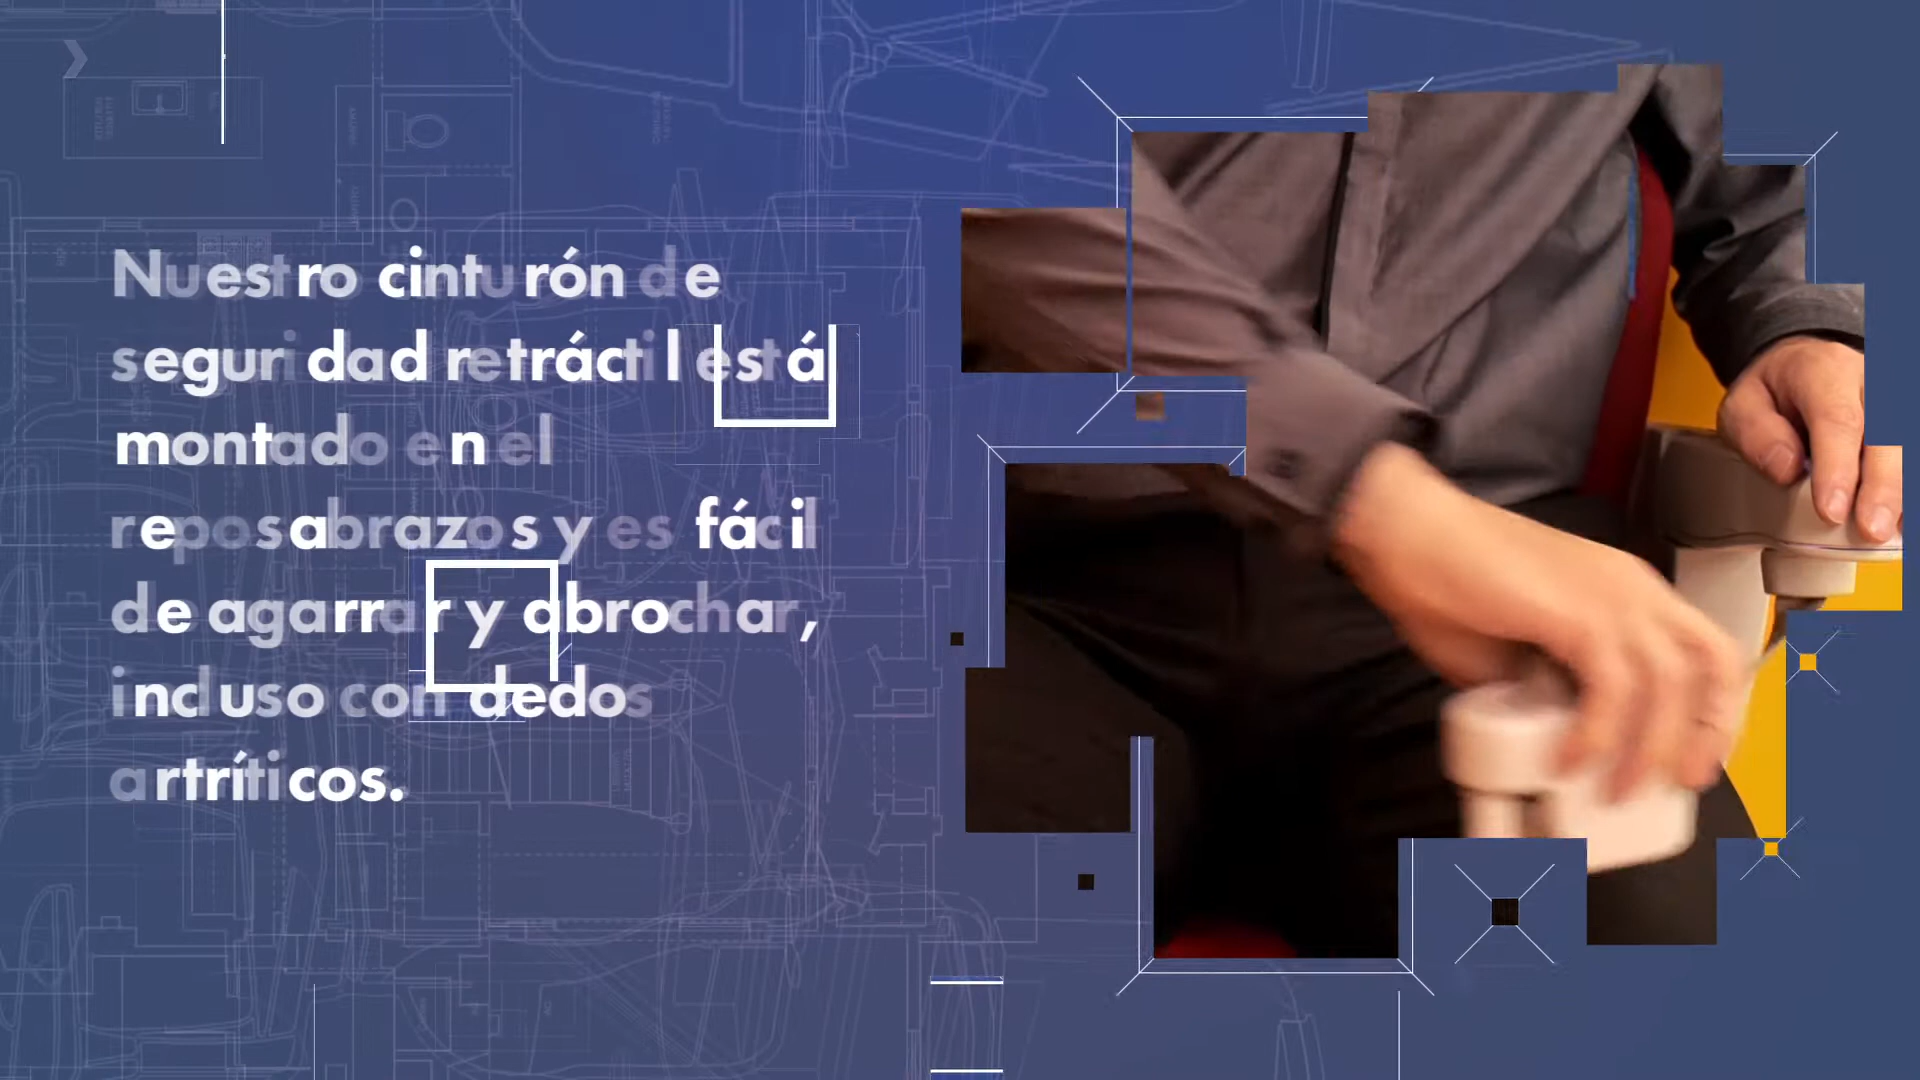 Nuestro cinturón de
seguridad retráctil está
montado en el
reposabrazos y es fácil
de agarrar y abrochar,
incluso con dedos
artríticos.